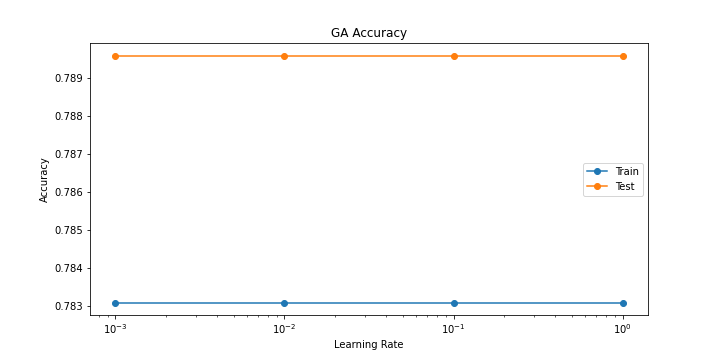 GA Accuracy
Accuracy
0.789
0.788
0.787
0.786
0.785
0.784
0.783
Train
Test
10⁻³
10⁻²
10⁻¹
10⁰
Learning Rate